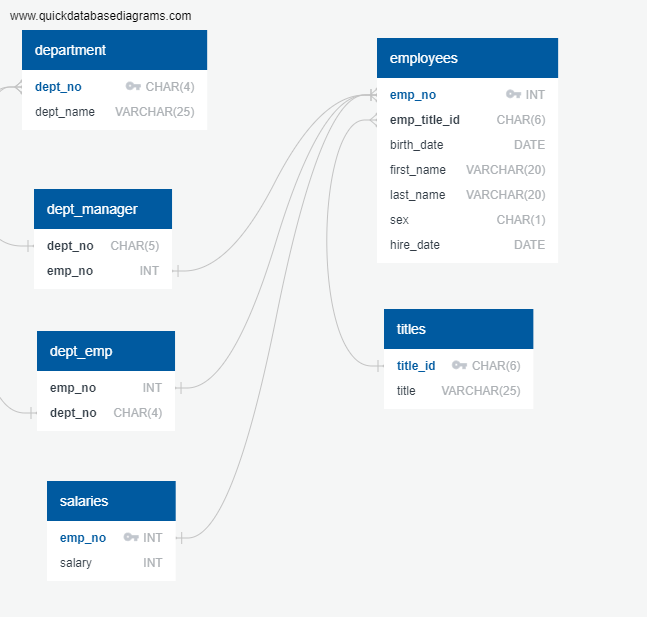 www.quickdatabasediagrams.com
department
dept_no CHAR(4)
dept_name VARCHAR(25)
employees
emp_no INT
emp_title_id CHAR(6)
birth_date DATE
first_name VARCHAR(20)
last_name VARCHAR(20)
sex CHAR(1)
hire_date DATE
dept_manager
dept_no CHAR(5)
emp_no INT
titles
title_id CHAR(6)
title VARCHAR(25)
dept_emp
emp_no INT
dept_no CHAR(4)
salaries
emp_no INT
salary INT